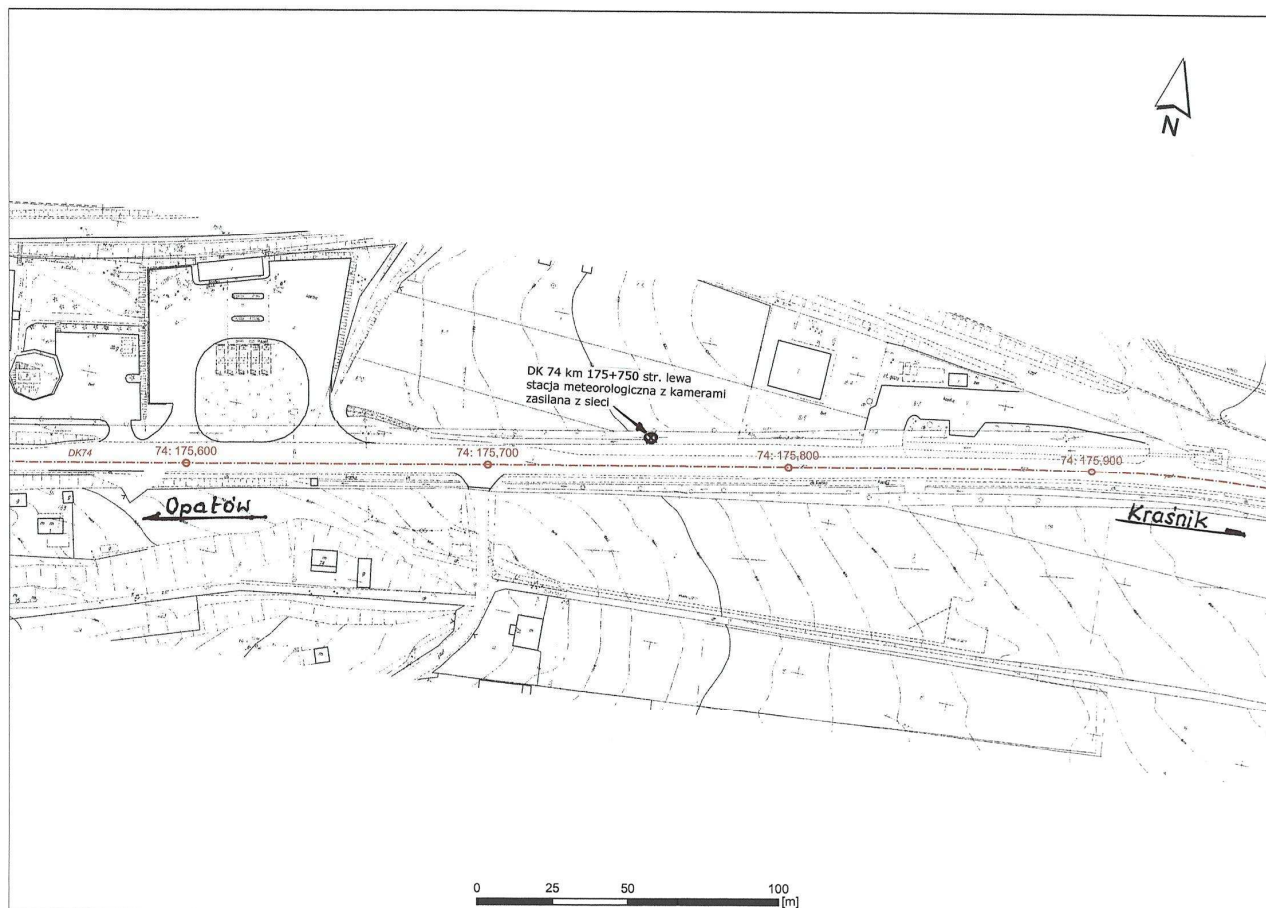 N
DK 74 km 175+750 str. lewa
stacja meteorologiczna z kamerami
zasilana z sieci
DK74
74: 175,600
74: 175,700
74: 175,800
74: 175,900
Opatów
Kraśnik
0 25 50 100
[m]